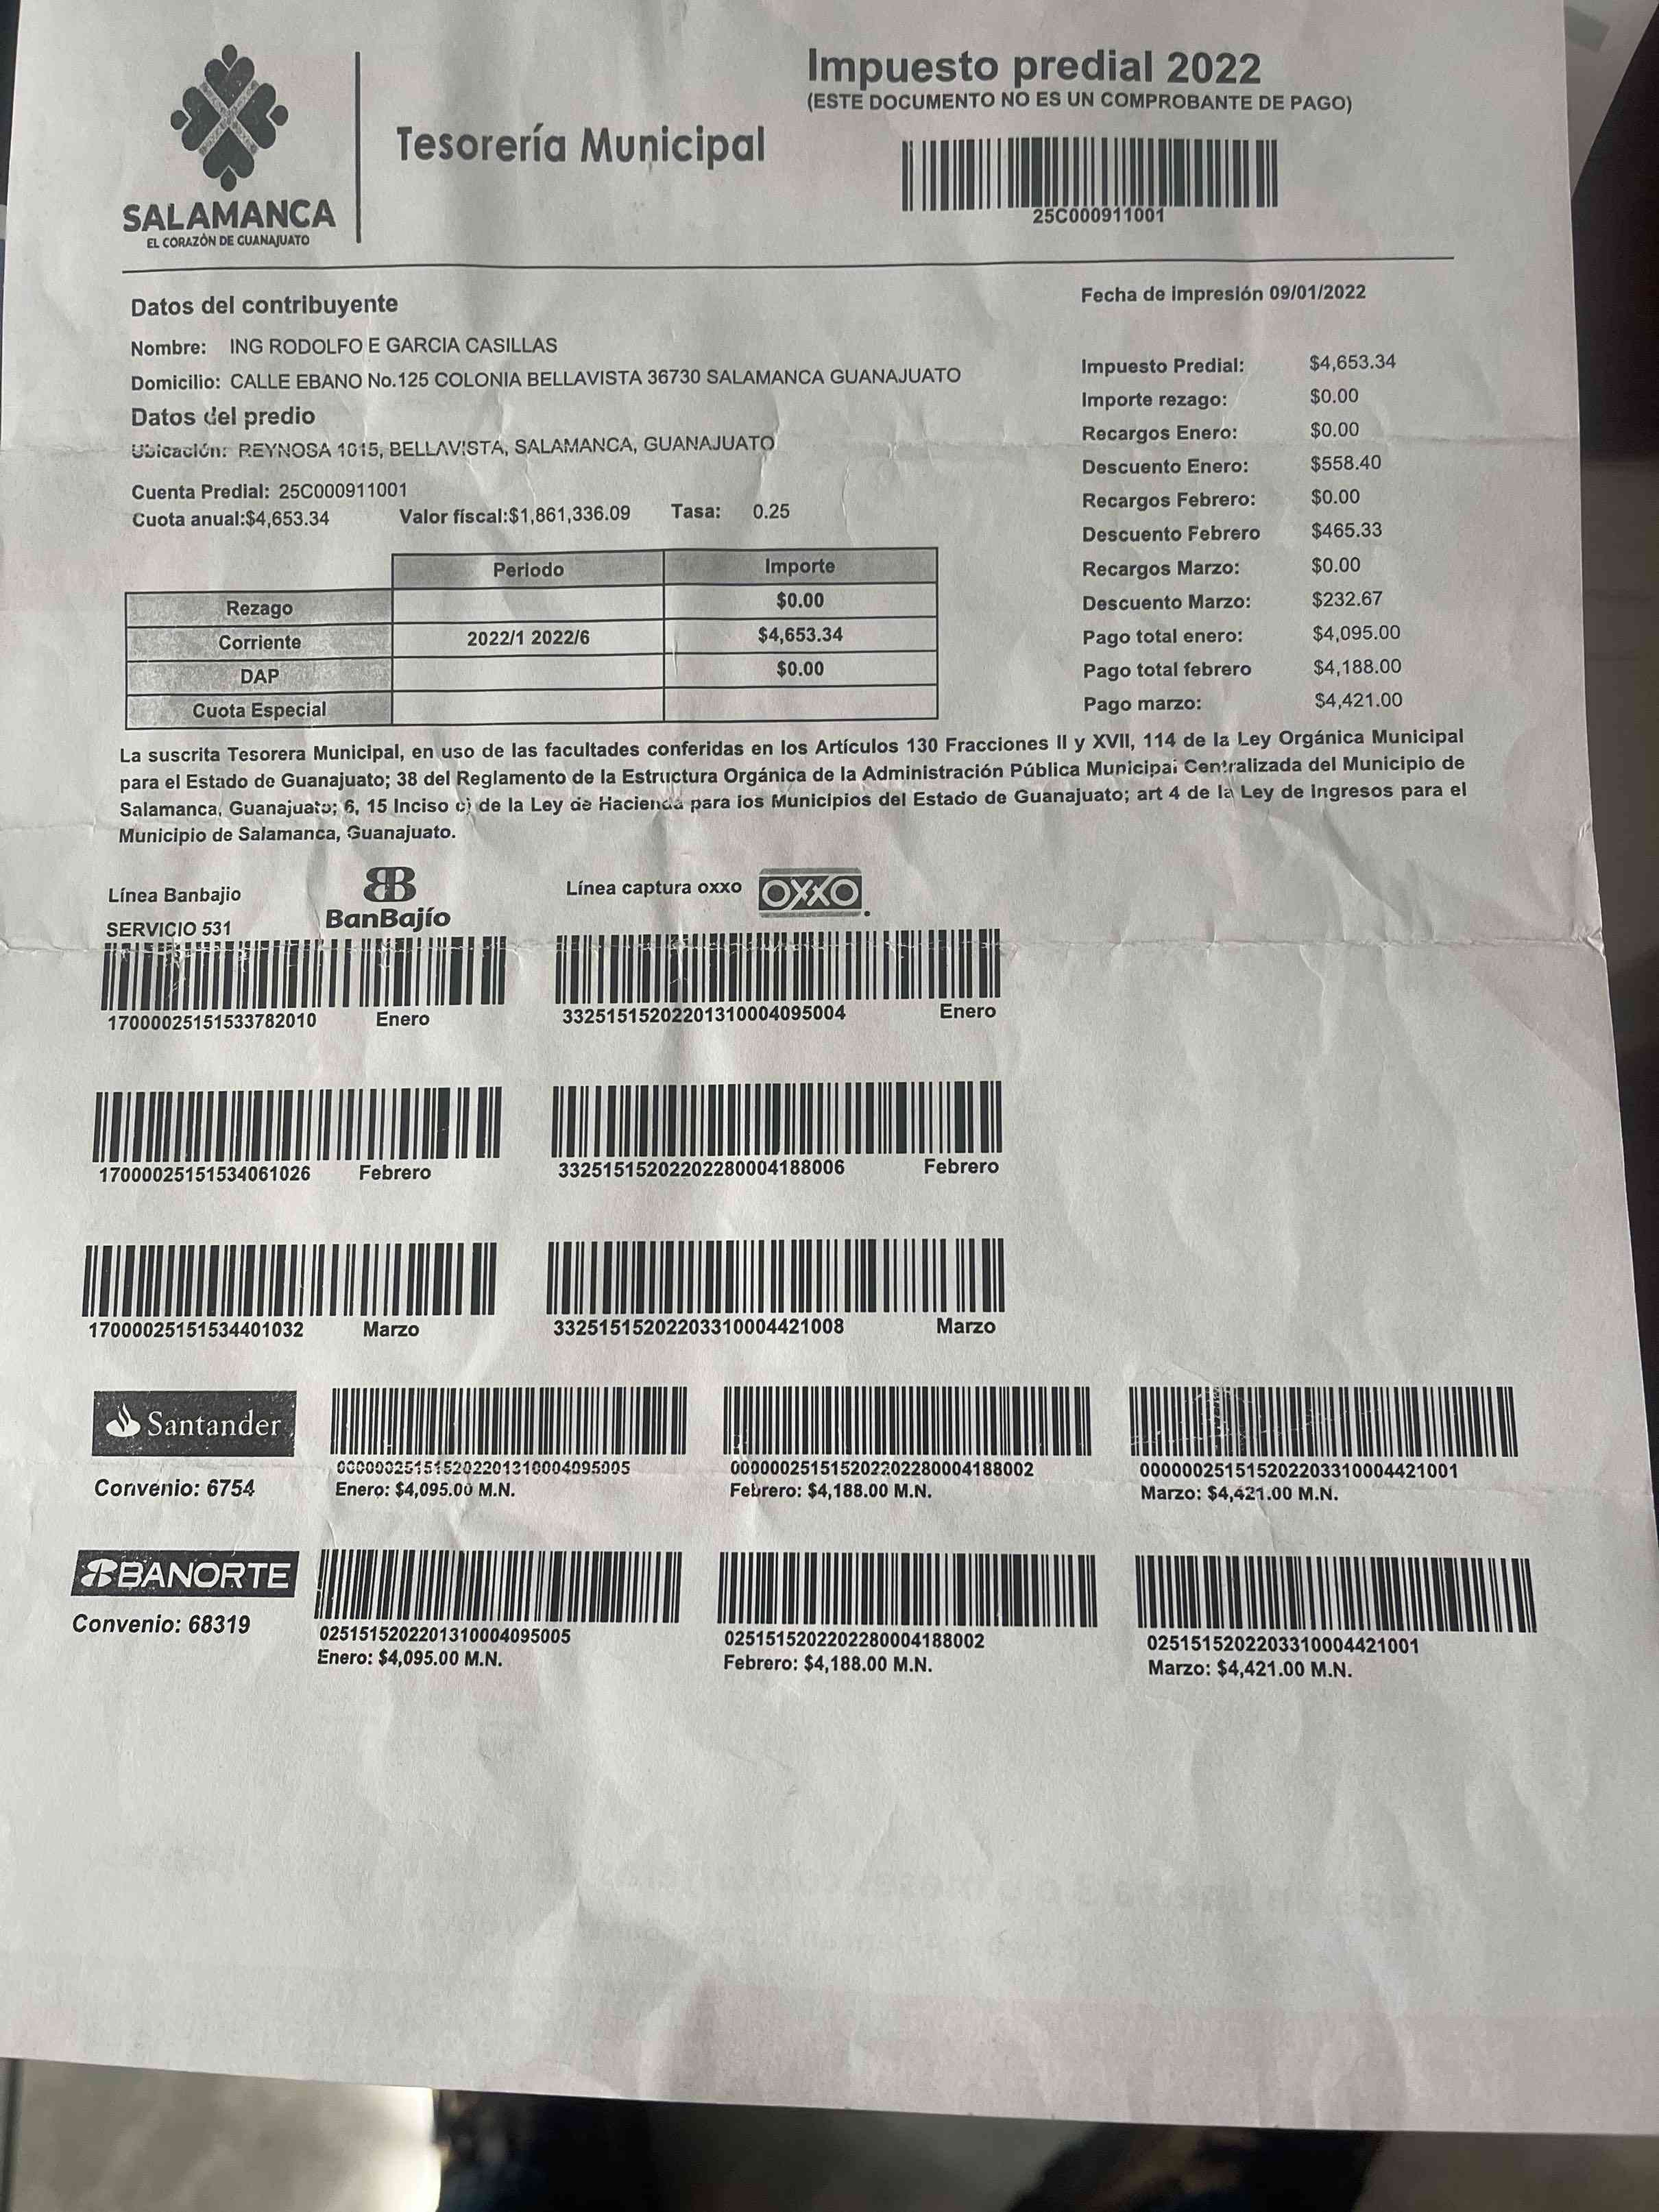 SALAMANCA
EL CORAZÓN DE GUANAJUATO
Tesorería Municipal
Impuesto predial 2022
(ESTE DOCUMENTO NO ES UN COMPROBANTE DE PAGO)
25C000911001
Datos del contribuyente
Nombre: ING RODOLFO E GARCIA CASILLAS
Domicilio: CALLE EBANO No.125 COLONIA BELLAVISTA 36730 SALAMANCA GUANAJUATO
Datos del predio
Ubicación: REYNOSA 1015, BELLAVISTA, SALAMANCA, GUANAJUATO
Cuenta Predial: 25C000911001
Cuota anual:$4,653.34 Valor físcal:$1,861,336.09 Tasa: 0.25
Periodo Importe
Rezago $0.00
Corriente 2022/1 2022/6 $4,653.34
DAP $0.00
Cuota Especial
Fecha de impresión 09/01/2022
Impuesto Predial: $4,653.34
Importe rezago: $0.00
Recargos Enero: $0.00
Descuento Enero: $558.40
Recargos Febrero: $0.00
Descuento Febrero $465.33
Recargos Marzo: $0.00
Descuento Marzo: $232.67
Pago total enero: $4,095.00
Pago total febrero $4,188.00
Pago marzo: $4,421.00
La suscrita Tesorera Municipal, en uso de las facultades conferidas en los Artículos 130 Fracciones II y XVII, 114 de la Ley Orgánica Municipal
para el Estado de Guanajuato; 38 del Reglamento de la Estructura Orgánica de la Administración Pública Municipal Centralizada del Municipio de
Salamanca, Guanajuato; 6, 15 Inciso c) de la Ley de Hacienda para los Municipios del Estado de Guanajuato; art 4 de la Ley de Ingresos para el
Municipio de Salamanca, Guanajuato.
Línea Banbajio
SERVICIO 531
BanBajío
Línea captura oxxo OXXO
17000025151533782010 Enero
332515152022013100040950­04 Enero
17000025151534061026 Febrero
33251515202202280004188006 Febrero
17000025151534401032 Marzo
33251515202203310004421008 Marzo
Santander
Convenio: 6754
000000251515202201310004095005
Enero: $4,095.00 M.N.
000000251515202202280004188002
Febrero: $4,188.00 M.N.
000000251515202203310004421001
Marzo: $4,421.00 M.N.
BANORTE
Convenio: 68319
0251515202201310004095005
Enero: $4,095.00 M.N.
0251515202202280004188002
Febrero: $4,188.00 M.N.
0251515202203310004421001
Marzo: $4,421.00 M.N.